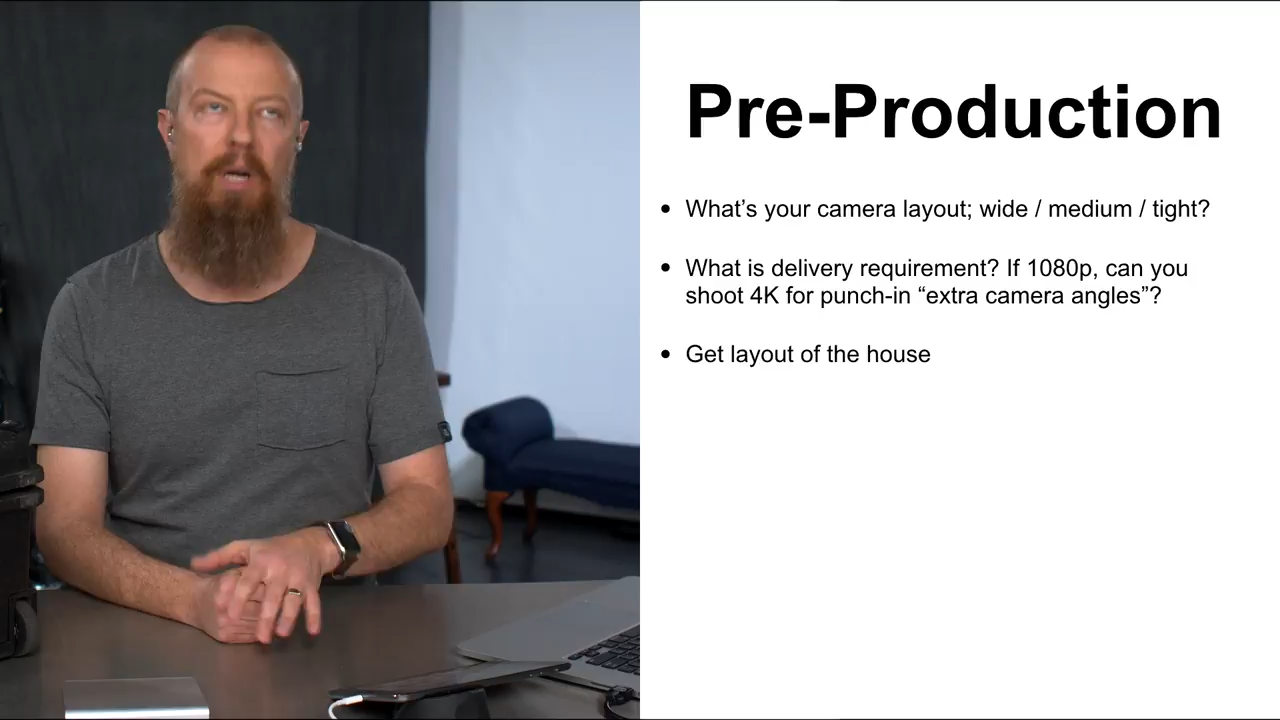 Pre-Production
• What’s your camera layout; wide / medium / tight?
• What is delivery requirement? If 1080p, can you
shoot 4K for punch-in “extra camera angles”?
• Get layout of the house